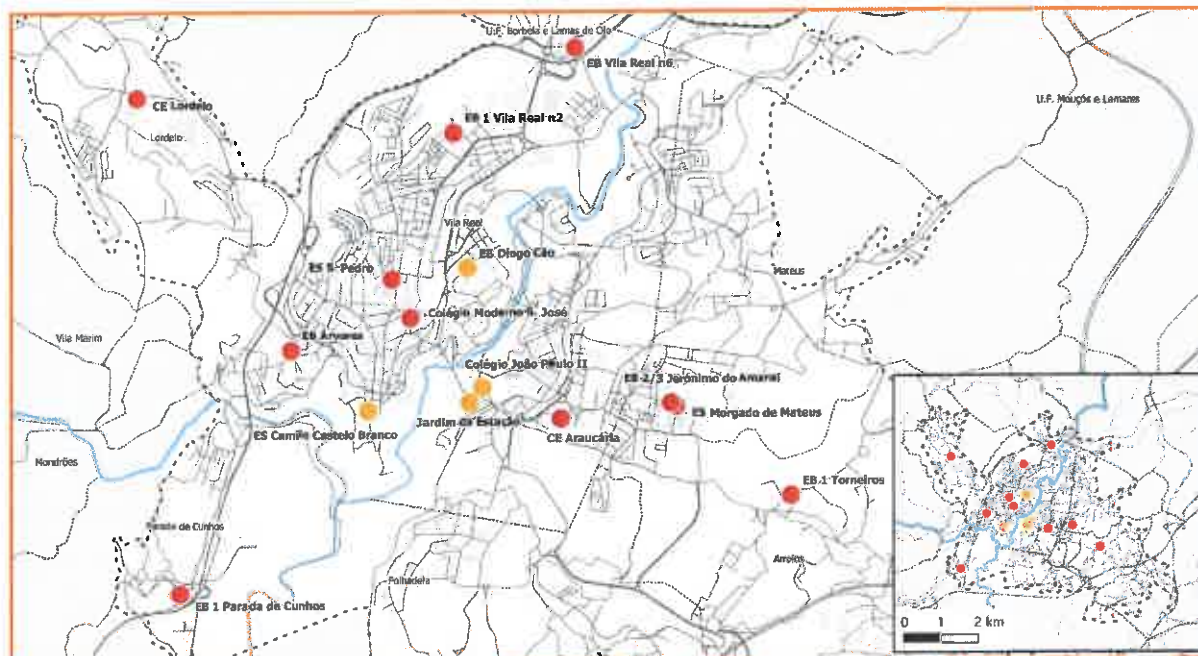 U.F. Borbela e Lamas de Olo
EB Vila Real n6
CE Lordelo
U.F. Mouçós e Lamares
EB 1 Vila Real n2
Lordelo
Vila Real
EB Diogo Cão
ES S. Pedro
Mateus
Colégio Moderno S. José
Vila Marim
EB Árvores
Colégio João Paulo II
EB 2/3 Jerónimo do Amaral
Jardim da Estação
ES Morgado de Mateus
ES Camilo Castelo Branco
CE Araucária
Mondrões
EB 1 Torneiros
Parada de Cunhos
Arroios
Folhadela
EB 1 Parada de Cunhos
0 1 2 km